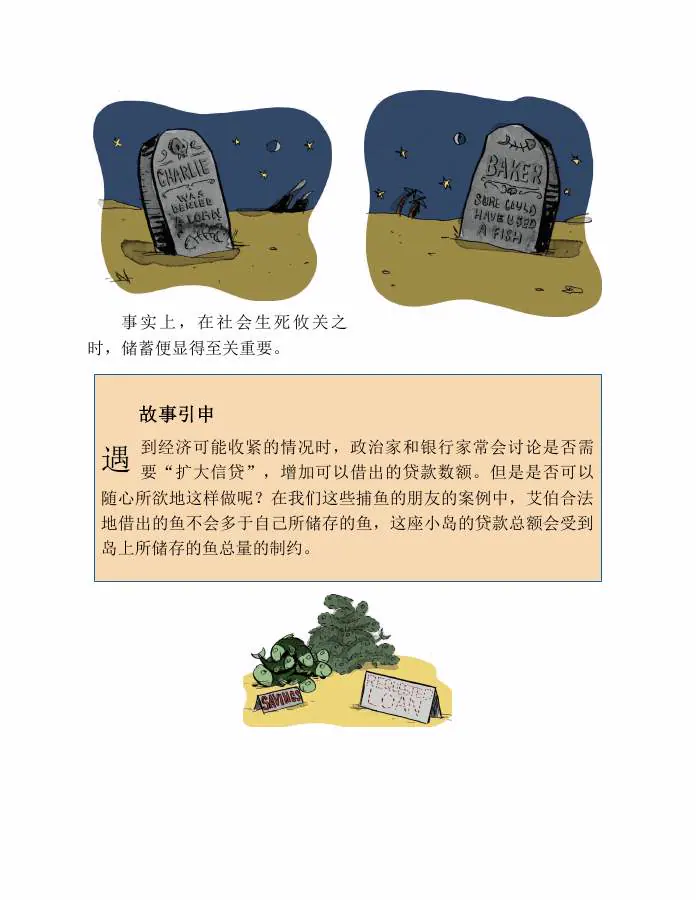 CHARLIE
WAS
DENIED
A LOAN
BAKER
SURE COULD
HAVE USED
A FISH
事实上，在社会生死攸关之
时，储蓄便显得至关重要。
故事引申
遇到经济可能收紧的情况时，政治家和银行家常会讨论是否需
要“扩大信贷”，增加可以借出的贷款数额。但是是否可以
随心所欲地这样做呢？在我们这些捕鱼的朋友的案例中，艾伯合法
地借出的鱼不会多于自己所储存的鱼，这座小岛的贷款总额会受到
岛上所储存的鱼总量的制约。
SAVINGS
REQUESTED
LOAN